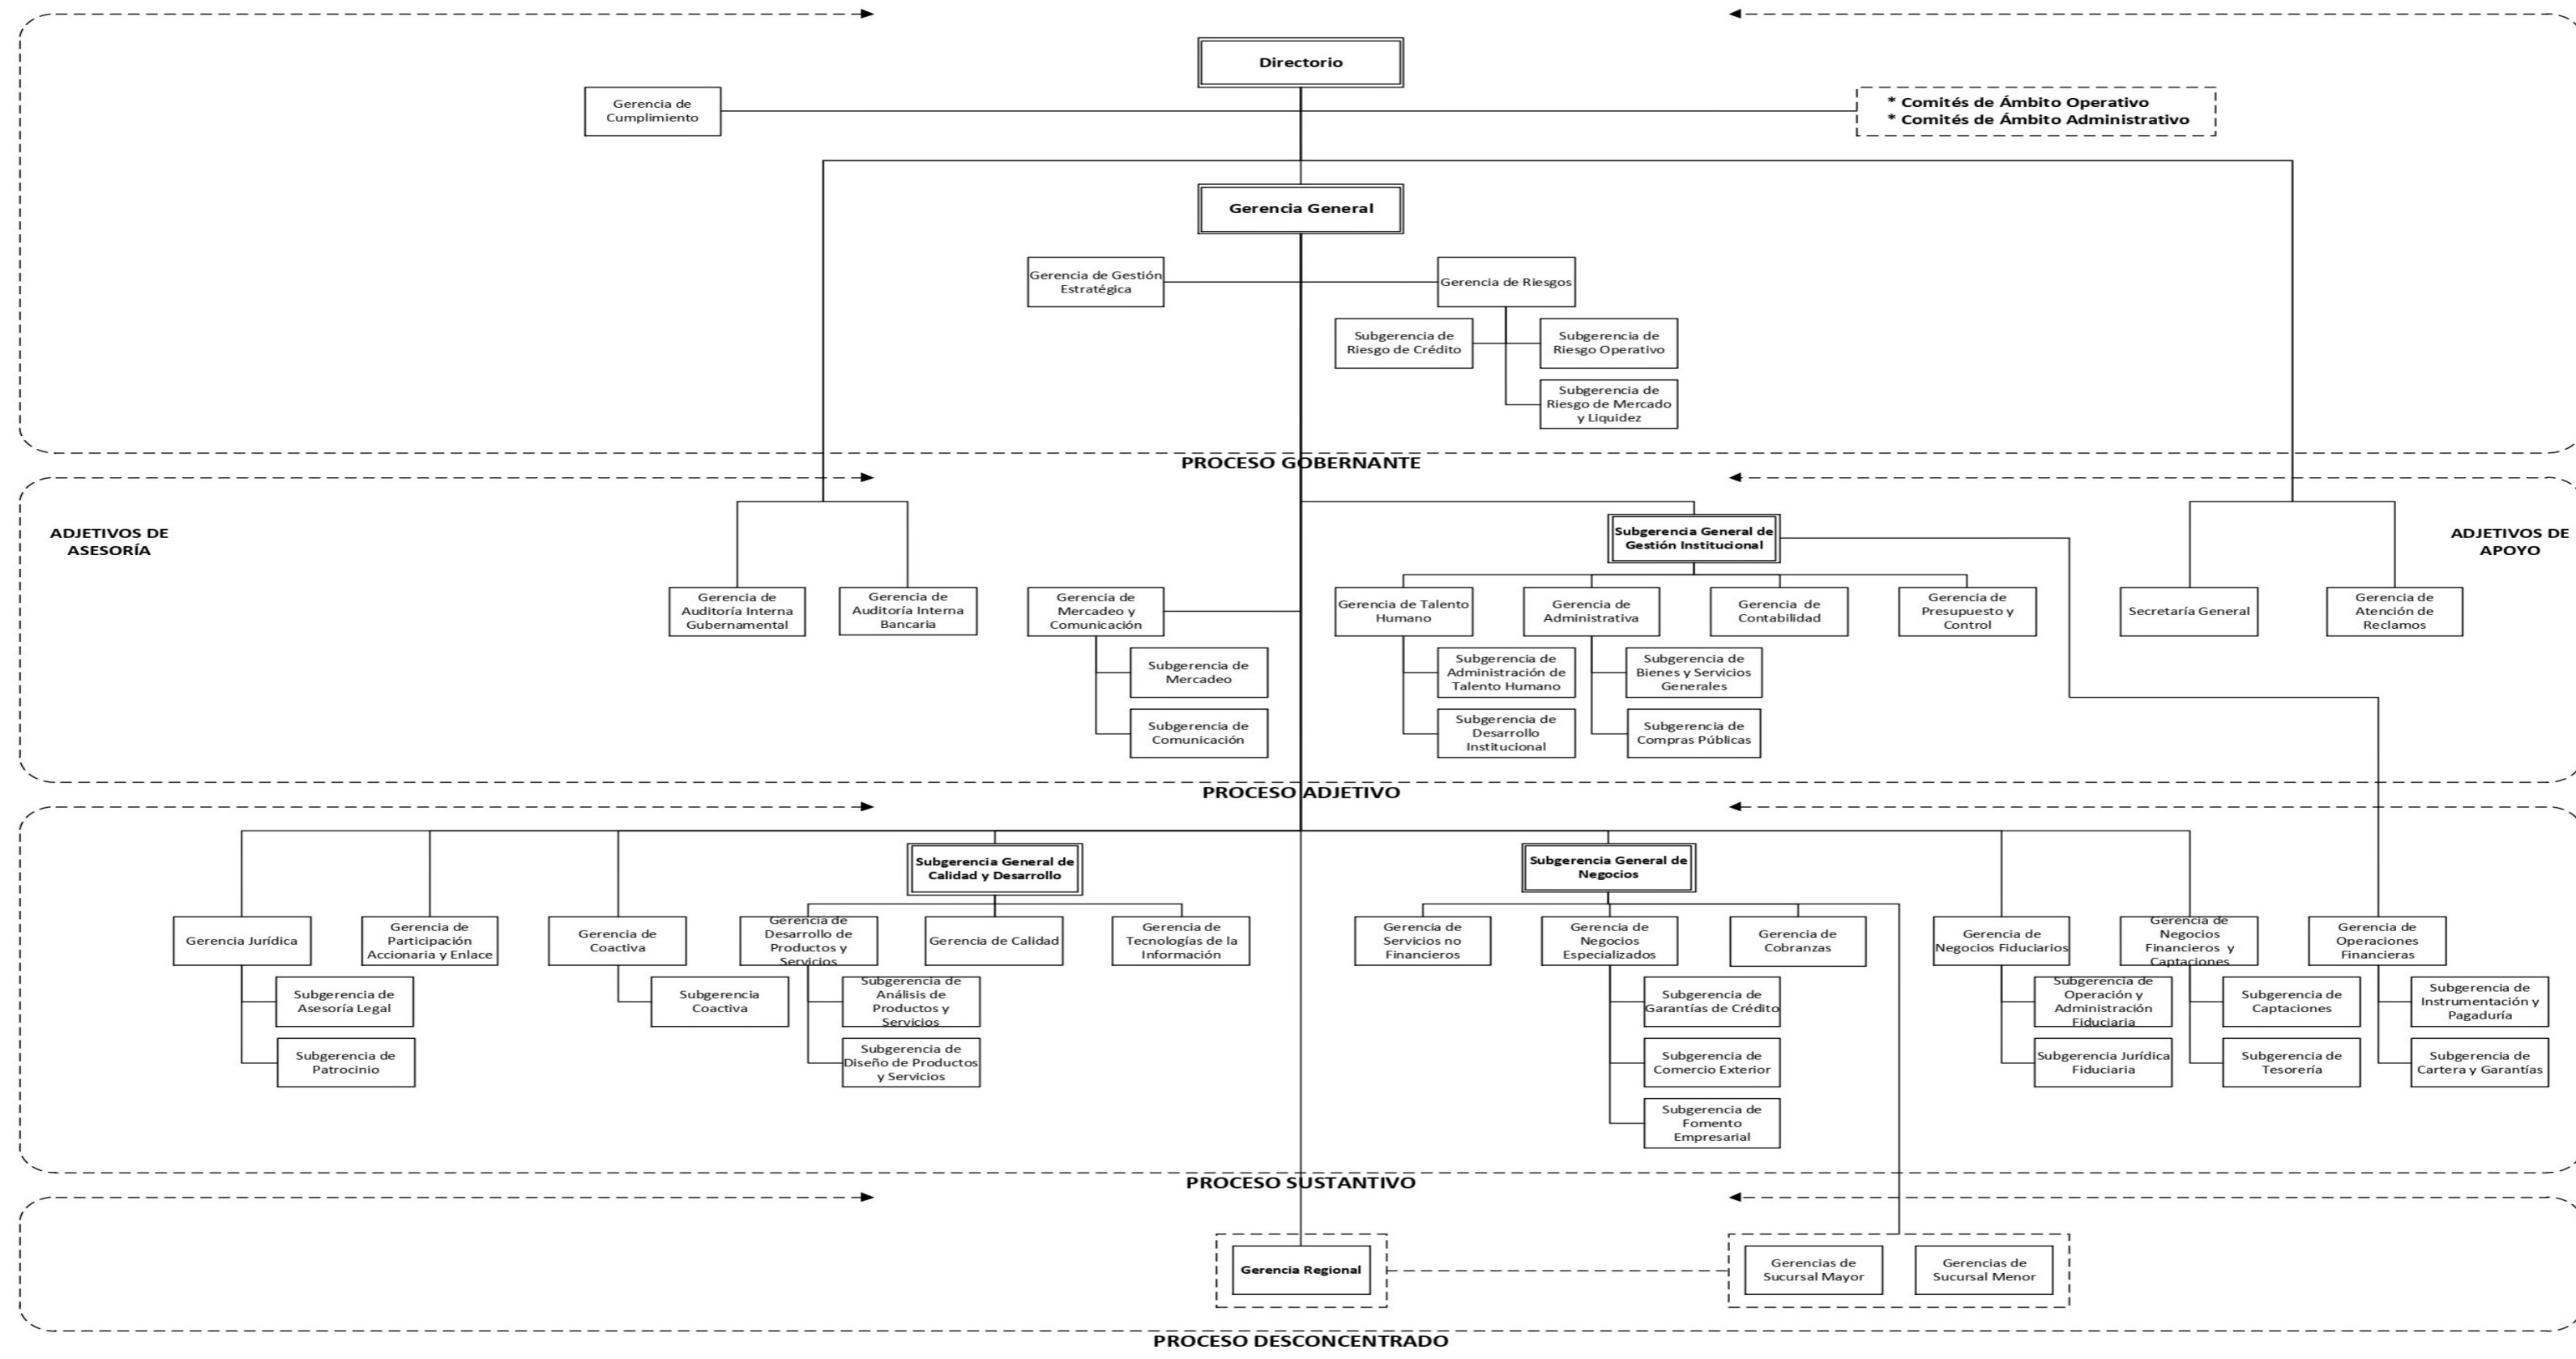 Directorio
Gerencia de
Cumplimiento
* Comités de Ámbito Operativo
* Comités de Ámbito Administrativo
Gerencia General
Gerencia de Gestión
Estratégica
Gerencia de Riesgos
Subgerencia de
Riesgo de Crédito
Subgerencia de
Riesgo Operativo
Subgerencia de
Riesgo de Mercado
y Liquidez
PROCESO GOBERNANTE
ADJETIVOS DE
ASESORÍA
Subgerencia General de
Gestión Institucional
ADJETIVOS DE
APOYO
Gerencia de
Auditoría Interna
Gubernamental
Gerencia de
Auditoría Interna
Bancaria
Gerencia de
Mercadeo y
Comunicación
Gerencia de Talento
Humano
Gerencia de
Administrativa
Gerencia de
Contabilidad
Gerencia de
Presupuesto y
Control
Secretaría General
Gerencia de
Atención de
Reclamos
Subgerencia de
Mercadeo
Subgerencia de
Administración de
Talento Humano
Subgerencia de
Bienes y Servicios
Generales
Subgerencia de
Comunicación
Subgerencia de
Desarrollo
Institucional
Subgerencia de
Compras Públicas
PROCESO ADJETIVO
Subgerencia General de
Calidad y Desarrollo
Subgerencia General de
Negocios
Gerencia Jurídica
Gerencia de
Participación
Accionaria y Enlace
Gerencia de
Coactiva
Gerencia de
Desarrollo de
Productos y
Servicios
Gerencia de Calidad
Gerencia de
Tecnologías de la
Información
Gerencia de
Servicios no
Financieros
Gerencia de
Negocios
Especializados
Gerencia de
Cobranzas
Gerencia de
Negocios Fiduciarios
Gerencia de
Negocios
Financieros y
Captaciones
Gerencia de
Operaciones
Financieras
Subgerencia de
Asesoría Legal
Subgerencia
Coactiva
Subgerencia de
Análisis de
Productos y
Servicios
Subgerencia de
Garantías de Crédito
Subgerencia de
Operación y
Administración
Fiduciaria
Subgerencia de
Captaciones
Subgerencia de
Instrumentación y
Pagaduría
Subgerencia de
Patrocinio
Subgerencia de
Diseño de Productos
y Servicios
Subgerencia de
Comercio Exterior
Subgerencia Jurídica
Fiduciaria
Subgerencia de
Tesorería
Subgerencia de
Cartera y Garantías
Subgerencia de
Fomento
Empresarial
PROCESO SUSTANTIVO
Gerencia Regional
Gerencias de
Sucursal Mayor
Gerencias de
Sucursal Menor
PROCESO DESCONCENTRADO